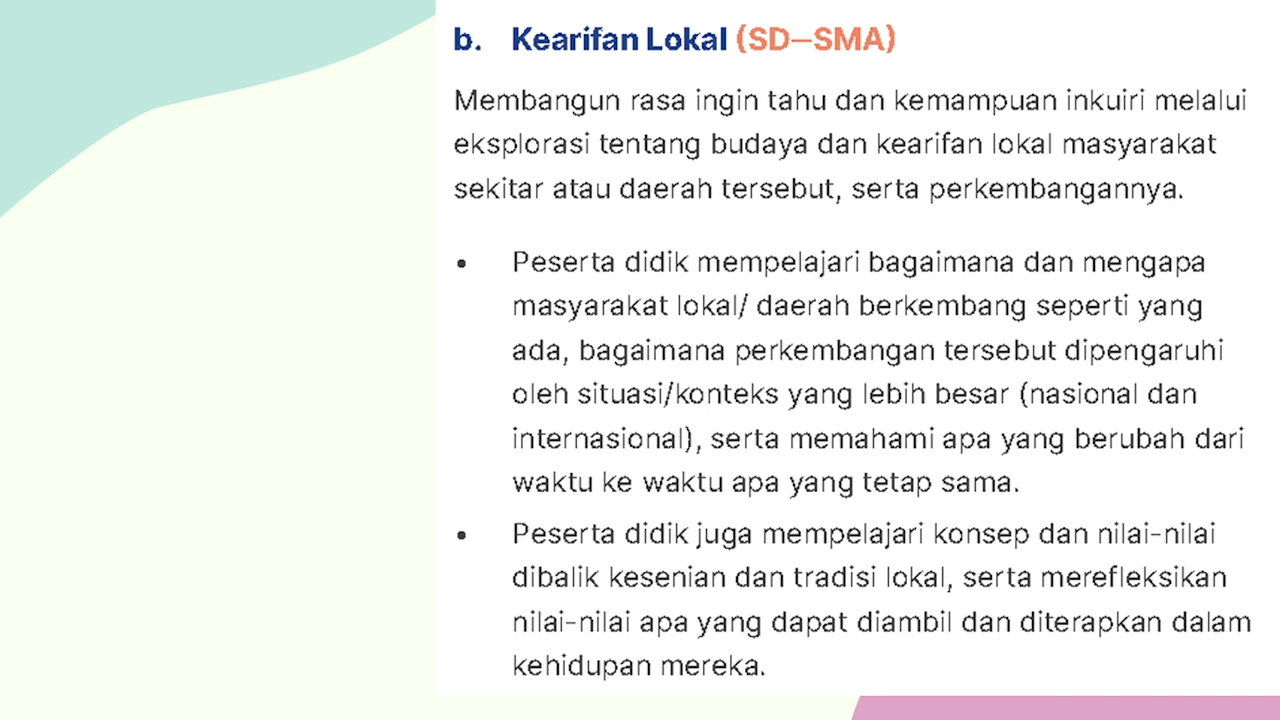 b. Kearifan Lokal (SD–SMA)
Membangun rasa ingin tahu dan kemampuan inkuiri melalui
eksplorasi tentang budaya dan kearifan lokal masyarakat
sekitar atau daerah tersebut, serta perkembangannya.
• Peserta didik mempelajari bagaimana dan mengapa
masyarakat lokal/ daerah berkembang seperti yang
ada, bagaimana perkembangan tersebut dipengaruhi
oleh situasi/konteks yang lebih besar (nasional dan
internasional), serta memahami apa yang berubah dari
waktu ke waktu apa yang tetap sama.
• Peserta didik juga mempelajari konsep dan nilai-nilai
dibalik kesenian dan tradisi lokal, serta merefleksikan
nilai-nilai apa yang dapat diambil dan diterapkan dalam
kehidupan mereka.